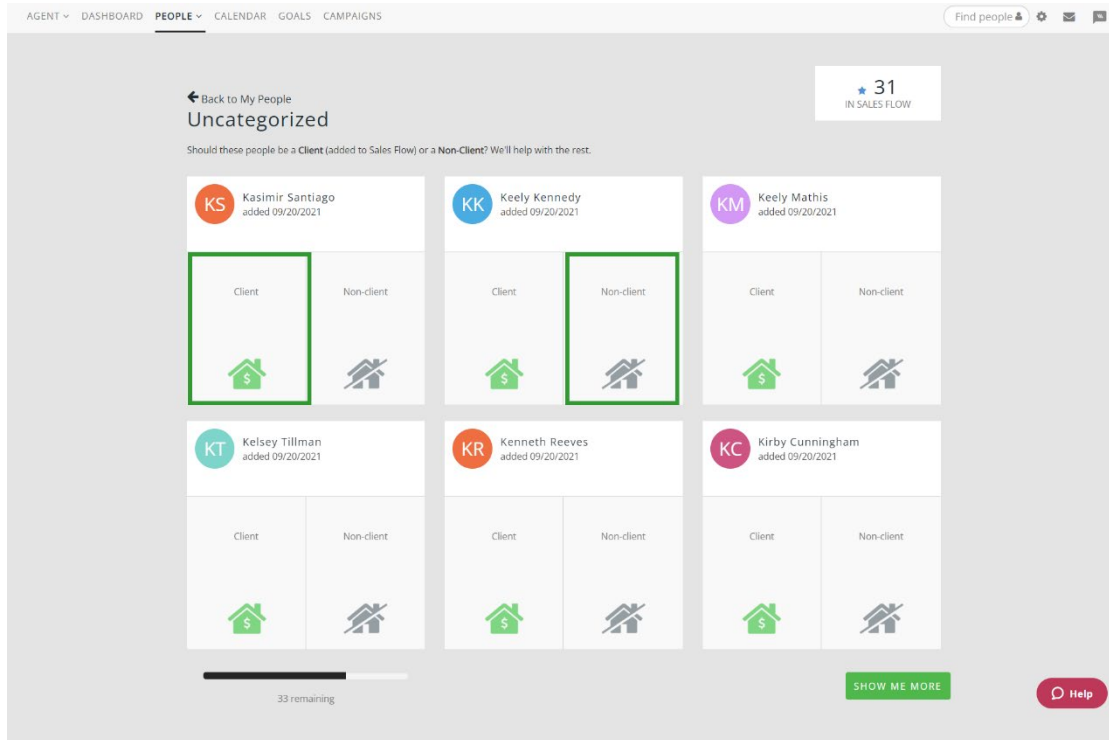 AGENT DASHBOARD PEOPLE CALENDAR GOALS CAMPAIGNS Find people
31
IN SALES FLOW
Back to My People
Uncategorized
Should these people be a Client (added to Sales Flow) or a Non-Client? We'll help with the rest.
KS Kasimir Santiago
added 09/20/2021
Client Non-client
$
KK Keely Kennedy
added 09/20/2021
Client Non-client
$
KM Keely Mathis
added 09/20/2021
Client Non-client
$
KT Kelsey Tillman
added 09/20/2021
Client Non-client
$
KR Kenneth Reeves
added 09/20/2021
Client Non-client
$
KC Kirby Cunningham
added 09/20/2021
Client Non-client
$
33 remaining
SHOW ME MORE
Help